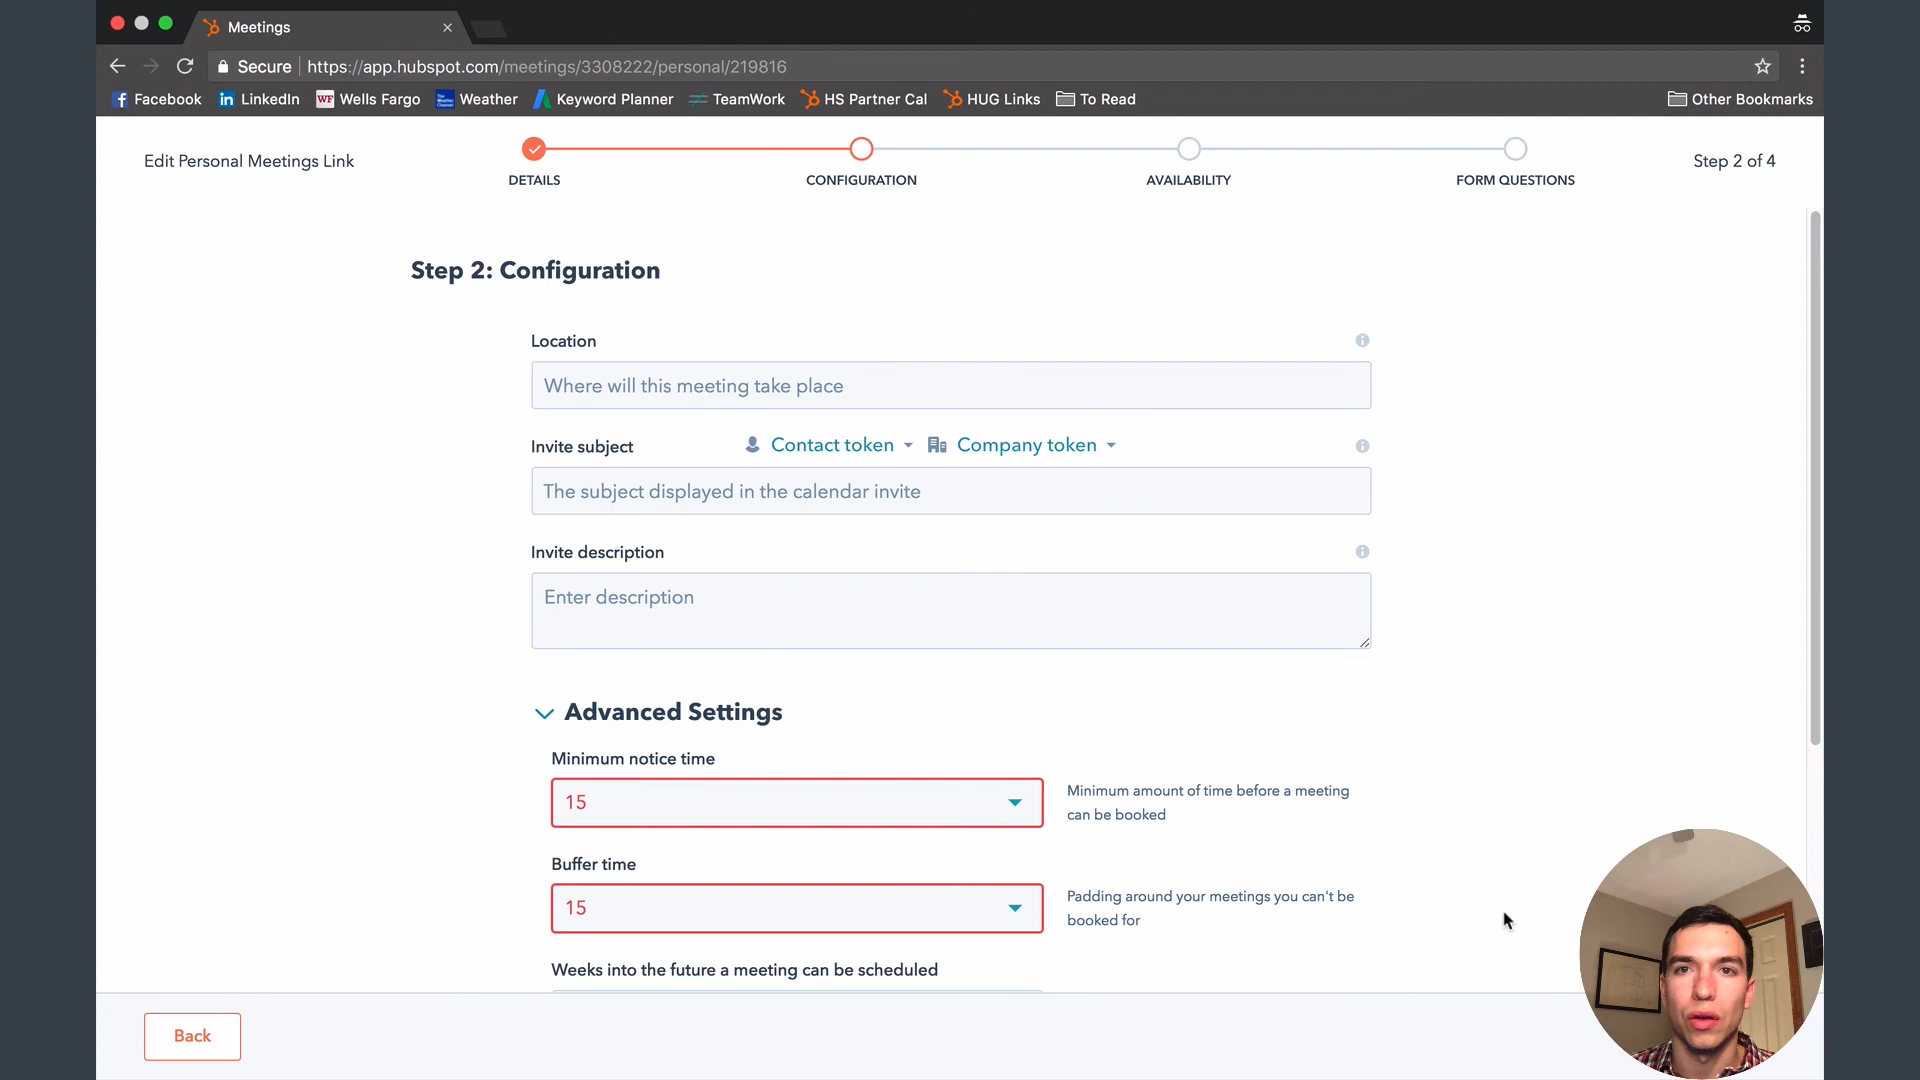 Meetings
Secure https://app.hubspot.com/meetings/3308222/personal/219816
Facebook LinkedIn WF Wells Fargo Weather Keyword Planner TeamWork HS Partner Cal HUG Links To Read Other Bookmarks
Edit Personal Meetings Link
DETAILS CONFIGURATION AVAILABILITY FORM QUESTIONS
Step 2 of 4
Step 2: Configuration
Location
Where will this meeting take place
Invite subject Contact token Company token
The subject displayed in the calendar invite
Invite description
Enter description
Advanced Settings
Minimum notice time
15
Minimum amount of time before a meeting
can be booked
Buffer time
15
Padding around your meetings you can't be
booked for
Weeks into the future a meeting can be scheduled
Back